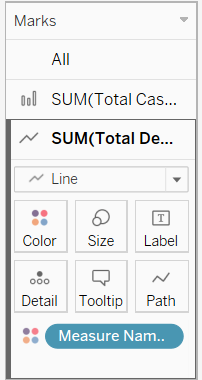 Marks
All
SUM(Total Cas...
SUM(Total De...
Line
Color Size Label
Detail Tooltip Path
Measure Nam..